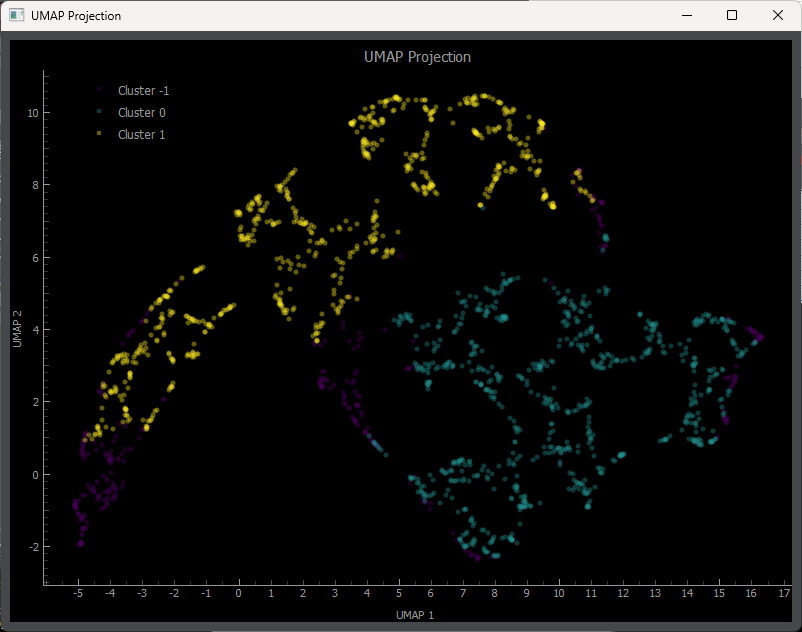 UMAP Projection
UMAP Projection
Cluster -1
Cluster 0
Cluster 1
10
8
6
4
2
0
-2
UMAP 2
-5 -4 -3 -2 -1 0 1 2 3 4 5 6 7 8 9 10 11 12 13 14 15 16 17
UMAP 1